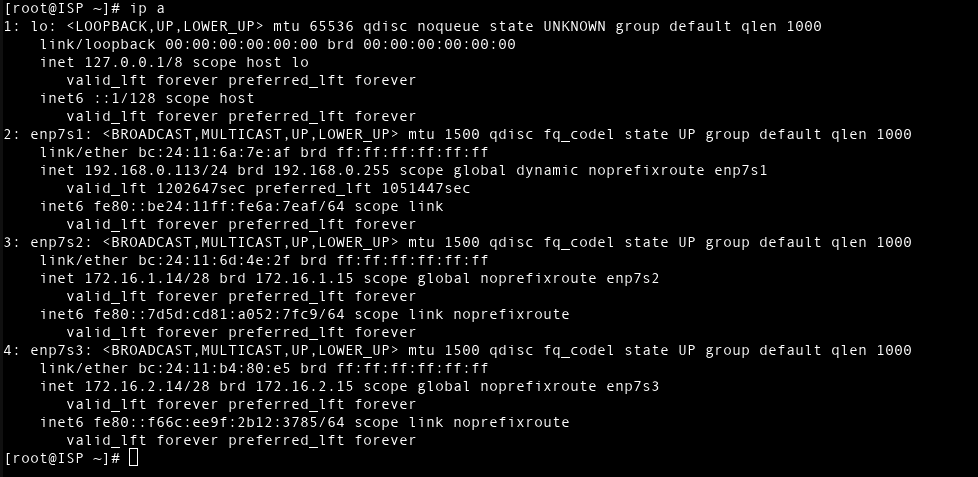 [root@ISP ~]# ip a
1: lo: <LOOPBACK,UP,LOWER_UP> mtu 65536 qdisc noqueue state UNKNOWN group default qlen 1000
    link/loopback 00:00:00:00:00:00 brd 00:00:00:00:00:00
    inet 127.0.0.1/8 scope host lo
       valid_lft forever preferred_lft forever
    inet6 ::1/128 scope host
       valid_lft forever preferred_lft forever
2: enp7s1: <BROADCAST,MULTICAST,UP,LOWER_UP> mtu 1500 qdisc fq_codel state UP group default qlen 1000
    link/ether bc:24:11:6a:7e:af brd ff:ff:ff:ff:ff:ff
    inet 192.168.0.113/24 brd 192.168.0.255 scope global dynamic noprefixroute enp7s1
       valid_lft 1202647sec preferred_lft 1051447sec
    inet6 fe80::be24:11ff:fe6a:7eaf/64 scope link
       valid_lft forever preferred_lft forever
3: enp7s2: <BROADCAST,MULTICAST,UP,LOWER_UP> mtu 1500 qdisc fq_codel state UP group default qlen 1000
    link/ether bc:24:11:6d:4e:2f brd ff:ff:ff:ff:ff:ff
    inet 172.16.1.14/28 brd 172.16.1.15 scope global noprefixroute enp7s2
       valid_lft forever preferred_lft forever
    inet6 fe80::7d5d:cd81:a052:7fc9/64 scope link noprefixroute
       valid_lft forever preferred_lft forever
4: enp7s3: <BROADCAST,MULTICAST,UP,LOWER_UP> mtu 1500 qdisc fq_codel state UP group default qlen 1000
    link/ether bc:24:11:b4:80:e5 brd ff:ff:ff:ff:ff:ff
    inet 172.16.2.14/28 brd 172.16.2.15 scope global noprefixroute enp7s3
       valid_lft forever preferred_lft forever
    inet6 fe80::f66c:ee9f:2b12:3785/64 scope link noprefixroute
       valid_lft forever preferred_lft forever
[root@ISP ~]#